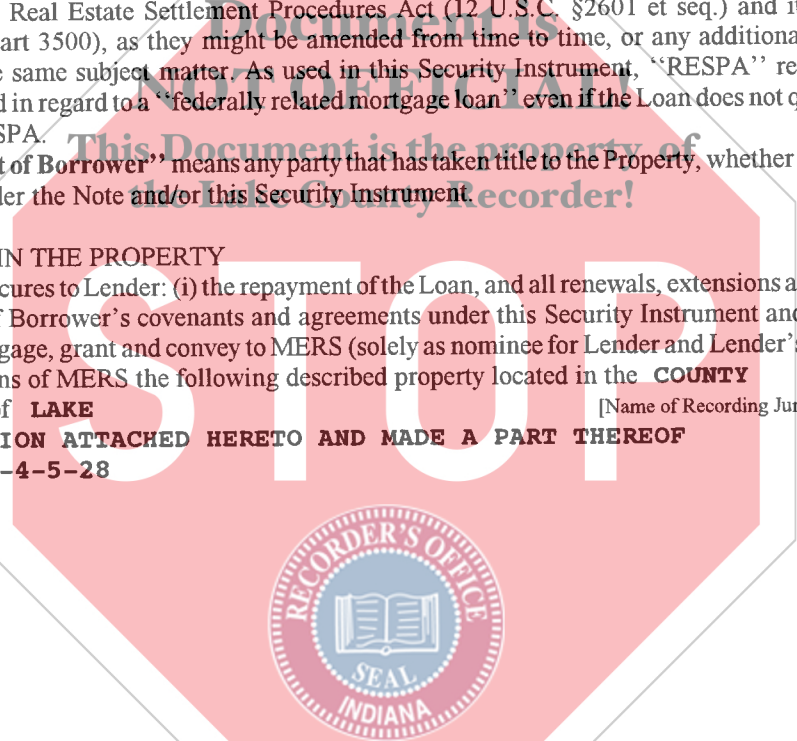 Real Estate Settlement Procedures Act (12 U.S.C. §2601 et seq.) and i
Document is
art 3500), as they might be amended from time to time, or any additiona
same subject matter. As used in this Security Instrument, “RESPA” re
NOT OFFICIAL!
d in regard to a “federally related mortgage loan” even if the Loan does not q
SPA.
This Document is the property of
t of Borrower” means any party that has taken title to the Property, whether
der the Note and/or this Security Instrument.
the Lake County Recorder!
IN THE PROPERTY
cures to Lender: (i) the repayment of the Loan, and all renewals, extensions a
f Borrower’s covenants and agreements under this Security Instrument and
gage, grant and convey to MERS (solely as nominee for Lender and Lender’s
ns of MERS the following described property located in the COUNTY
of LAKE [Name of Recording Jur
ION ATTACHED HERETO AND MADE A PART THEREOF
-4-5-28
STOP
RECORDER'S OFFICE
SEAL
INDIANA